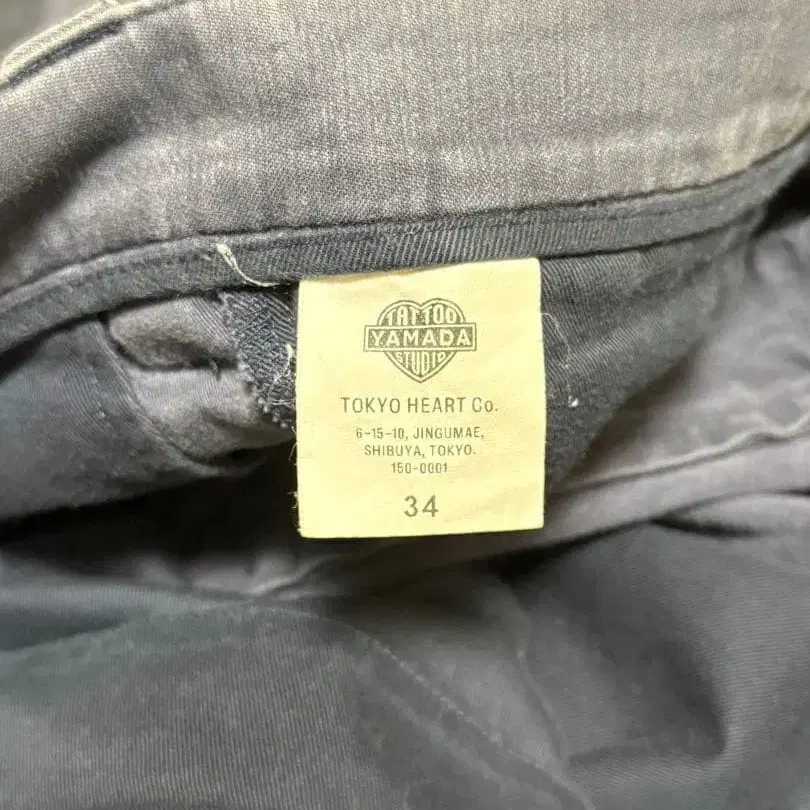 TATTOO
YAMADA
STUDIO
TOKYO HEART Co.
6-15-10, JINGUMAE,
SHIBUYA, TOKYO.
150-0001
34